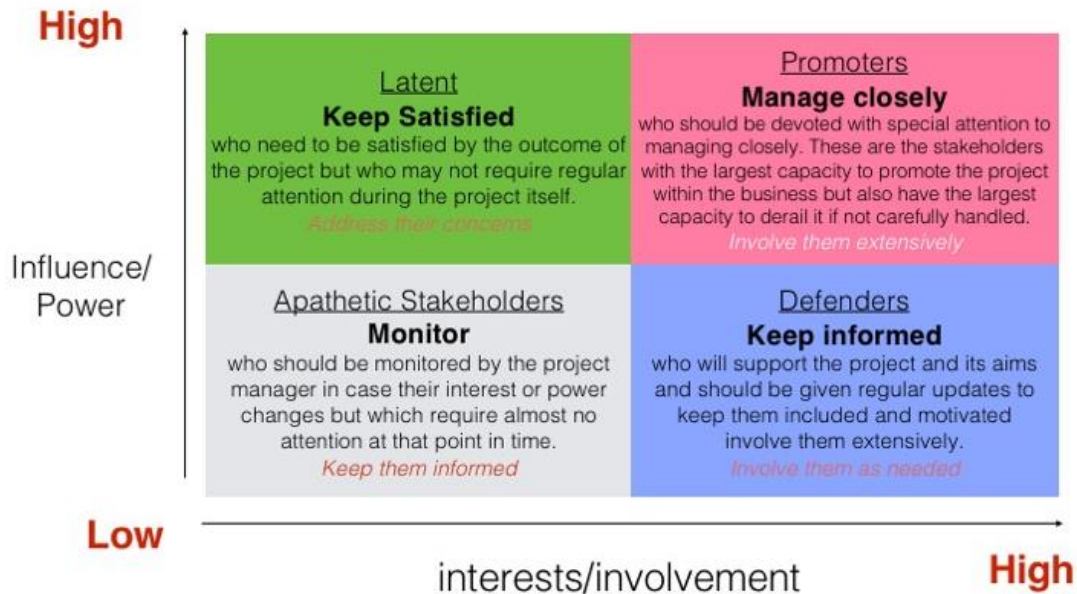 High
Latent
Keep Satisfied
who need to be satisfied by the outcome of
the project but who may not require regular
attention during the project itself.
Address their concerns
Promoters
Manage closely
who should be devoted with special attention to
managing closely. These are the stakeholders
with the largest capacity to promote the project
within the business but also have the largest
capacity to derail it if not carefully handled.
Involve them extensively
Influence/
Power
Apathetic Stakeholders
Monitor
who should be monitored by the project
manager in case their interest or power
changes but which require almost no
attention at that point in time.
Keep them informed
Defenders
Keep informed
who will support the project and its aims
and should be given regular updates to
keep them included and motivated
involve them extensively.
Involve them as needed
Low
interests/involvement
High